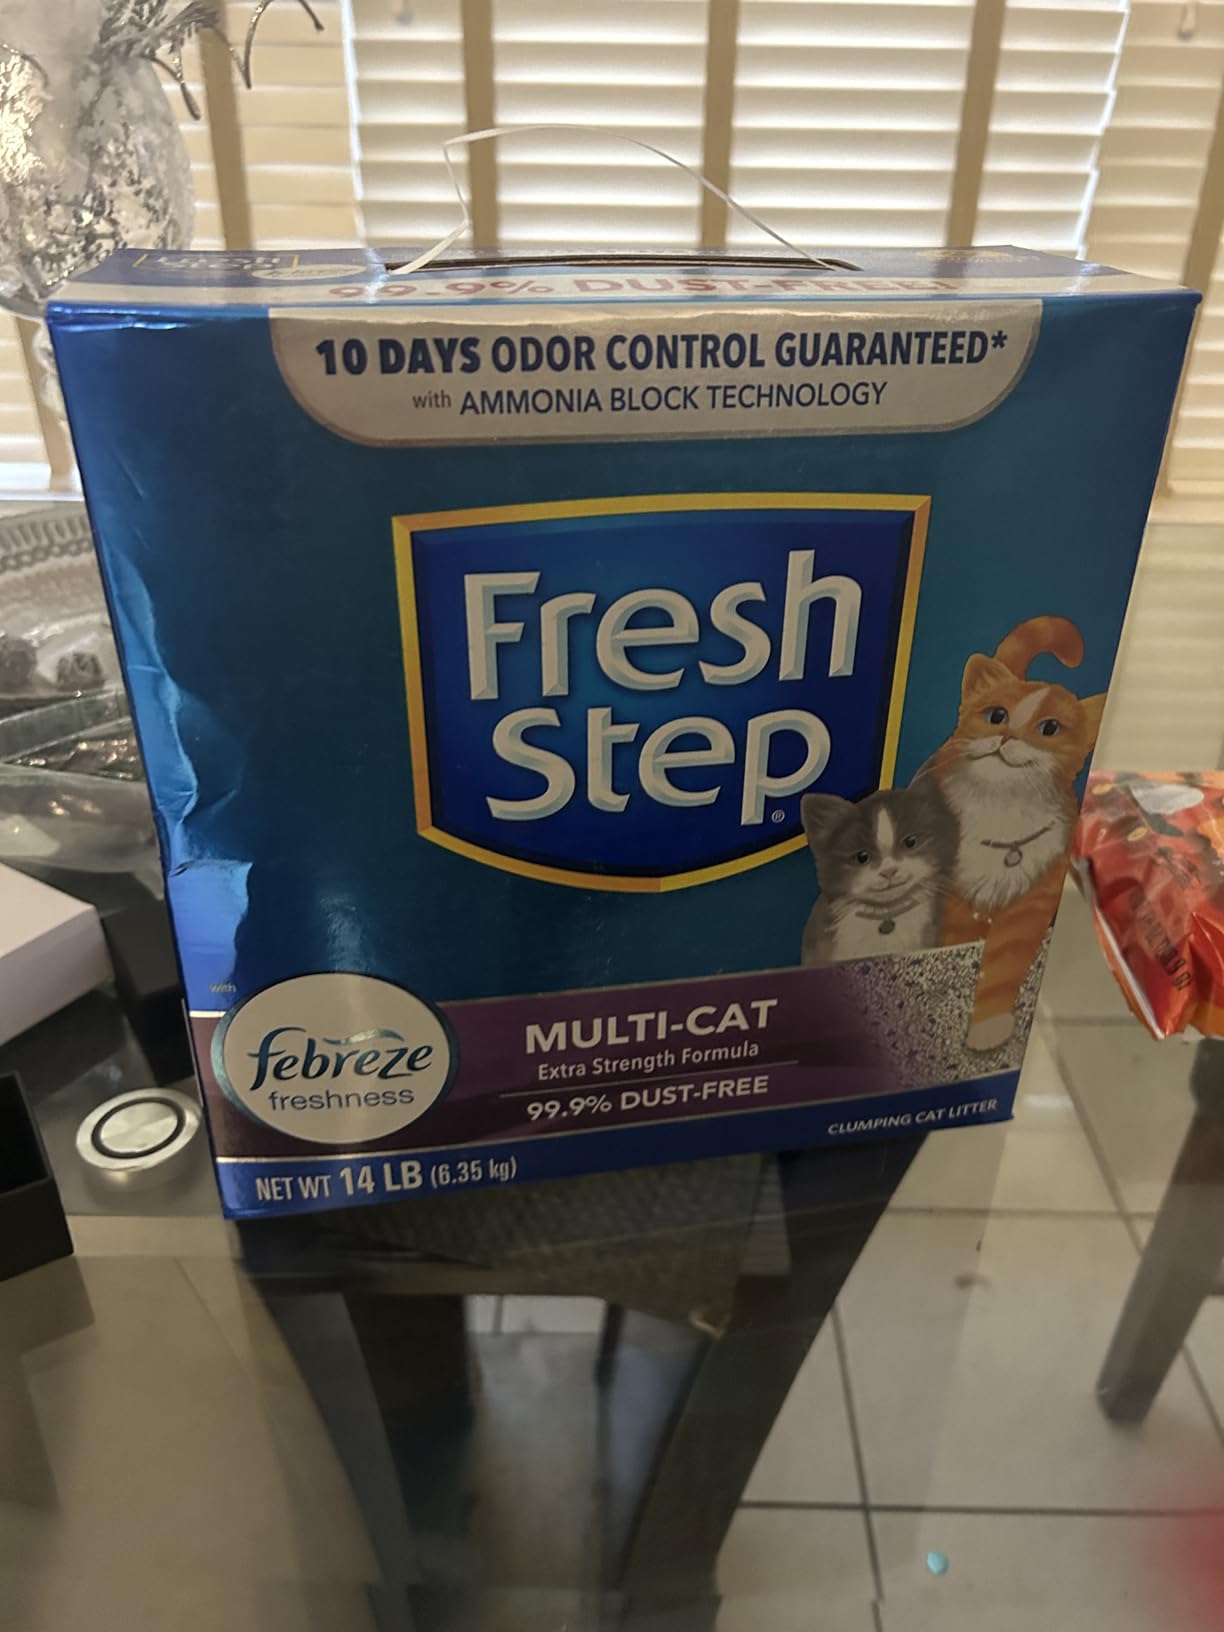 99.9% DUST-FREE!
10 DAYS ODOR CONTROL GUARANTEED*
with AMMONIA BLOCK TECHNOLOGY
Fresh
Step®
with
febreze
freshness
MULTI-CAT
Extra Strength Formula
99.9% DUST-FREE
CLUMPING CAT LITTER
NET WT 14 LB (6.35 kg)